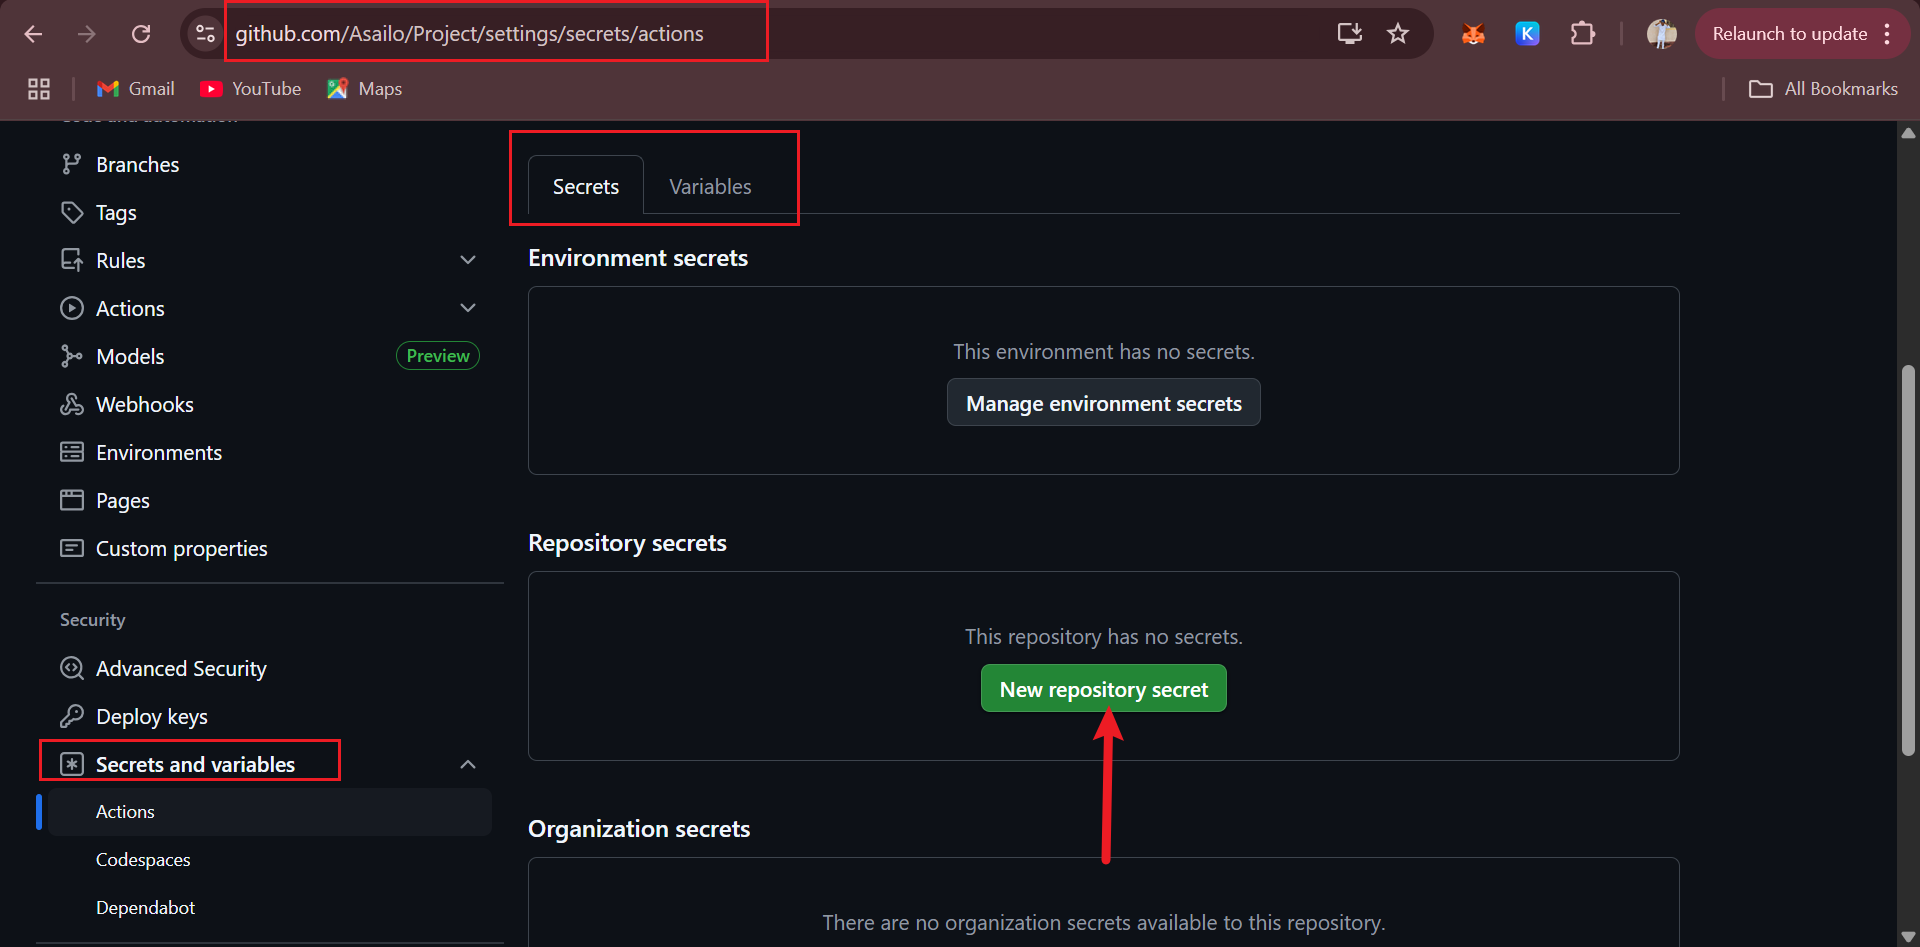 github.com/Asailo/Project/settings/secrets/actions
Relaunch to update
Gmail
YouTube
Maps
All Bookmarks
Code and automation
Branches
Tags
Rules
Actions
Models
Preview
Webhooks
Environments
Pages
Custom properties
Security
Advanced Security
Deploy keys
Secrets and variables
Actions
Codespaces
Dependabot
Secrets
Variables
Environment secrets
This environment has no secrets.
Manage environment secrets
Repository secrets
This repository has no secrets.
New repository secret
Organization secrets
There are no organization secrets available to this repository.
K